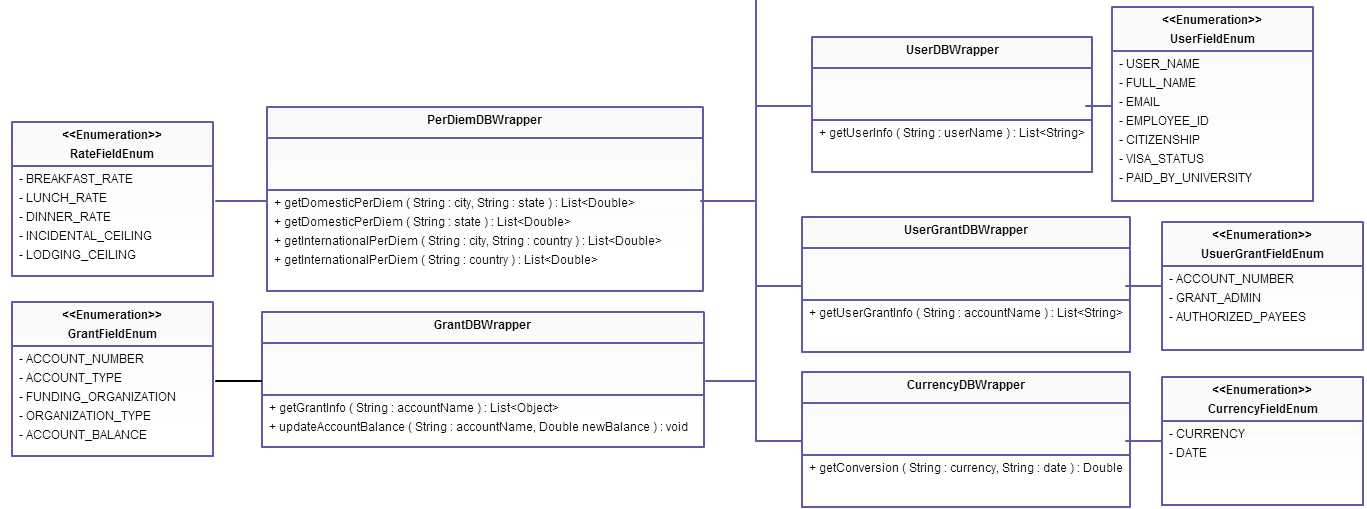 <<Enumeration>>
RateFieldEnum
- BREAKFAST_RATE
- LUNCH_RATE
- DINNER_RATE
- INCIDENTAL_CEILING
- LODGING_CEILING
<<Enumeration>>
GrantFieldEnum
- ACCOUNT_NUMBER
- ACCOUNT_TYPE
- FUNDING_ORGANIZATION
- ORGANIZATION_TYPE
- ACCOUNT_BALANCE
PerDiemDBWrapper
+ getDomesticPerDiem ( String : city, String : state ) : List<Double>
+ getDomesticPerDiem ( String : state ) : List<Double>
+ getInternationalPerDiem ( String : city, String : country ) : List<Double>
+ getInternationalPerDiem ( String : country ) : List<Double>
GrantDBWrapper
+ getGrantInfo ( String : accountName ) : List<Object>
+ updateAccountBalance ( String : accountName, Double newBalance ) : void
UserDBWrapper
+ getUserInfo ( String : userName ) : List<String>
<<Enumeration>>
UserFieldEnum
- USER_NAME
- FULL_NAME
- EMAIL
- EMPLOYEE_ID
- CITIZENSHIP
- VISA_STATUS
- PAID_BY_UNIVERSITY
UserGrantDBWrapper
+ getUserGrantInfo ( String : accountName ) : List<String>
<<Enumeration>>
UsuerGrantFieldEnum
- ACCOUNT_NUMBER
- GRANT_ADMIN
- AUTHORIZED_PAYEES
CurrencyDBWrapper
+ getConversion ( String : currency, String : date ) : Double
<<Enumeration>>
CurrencyFieldEnum
- CURRENCY
- DATE